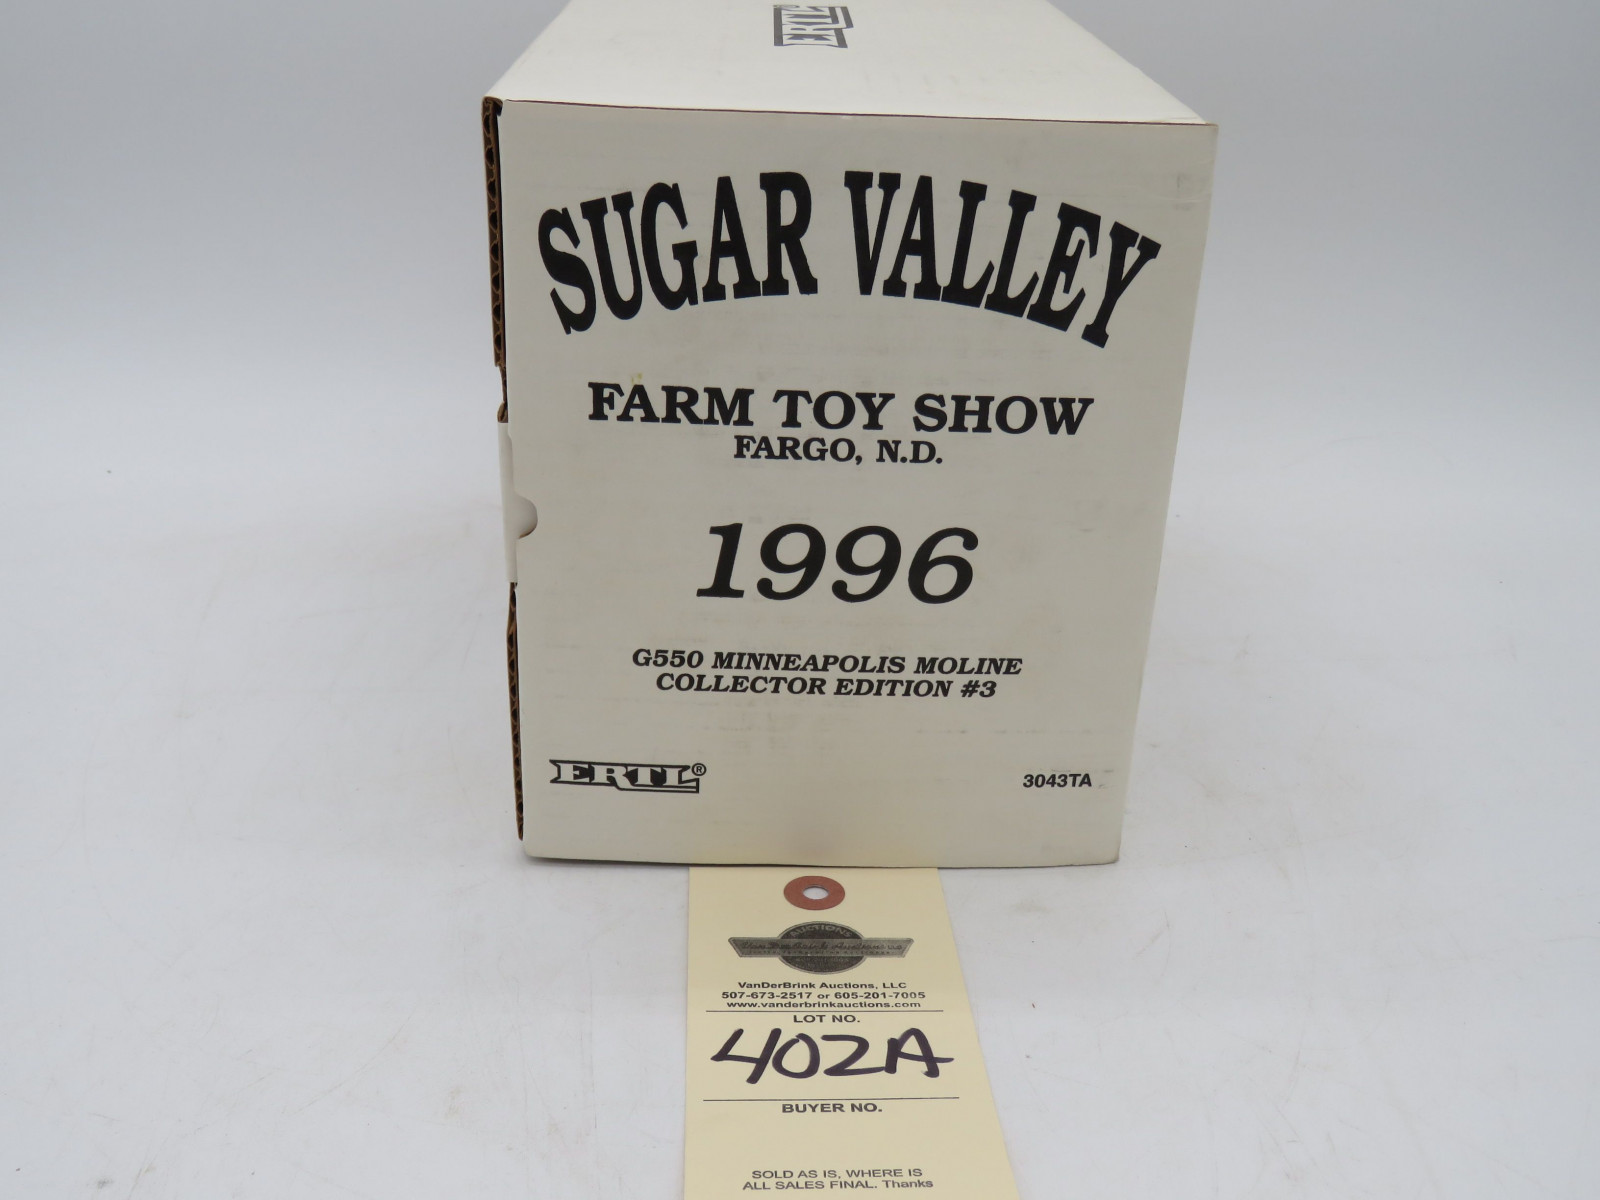 ERTL
SUGAR VALLEY
FARM TOY SHOW
FARGO, N.D.
1996
G550 MINNEAPOLIS MOLINE
COLLECTOR EDITION #3
ERTL®
3043TA
AUCTIONS
VanDerBrink Auctions, LLC
507-673-2517 or 605-201-7005
www.vanderbrinkauctions.com
LOT NO.
402A
BUYER NO.
SOLD AS IS, WHERE IS
ALL SALES FINAL. Thanks